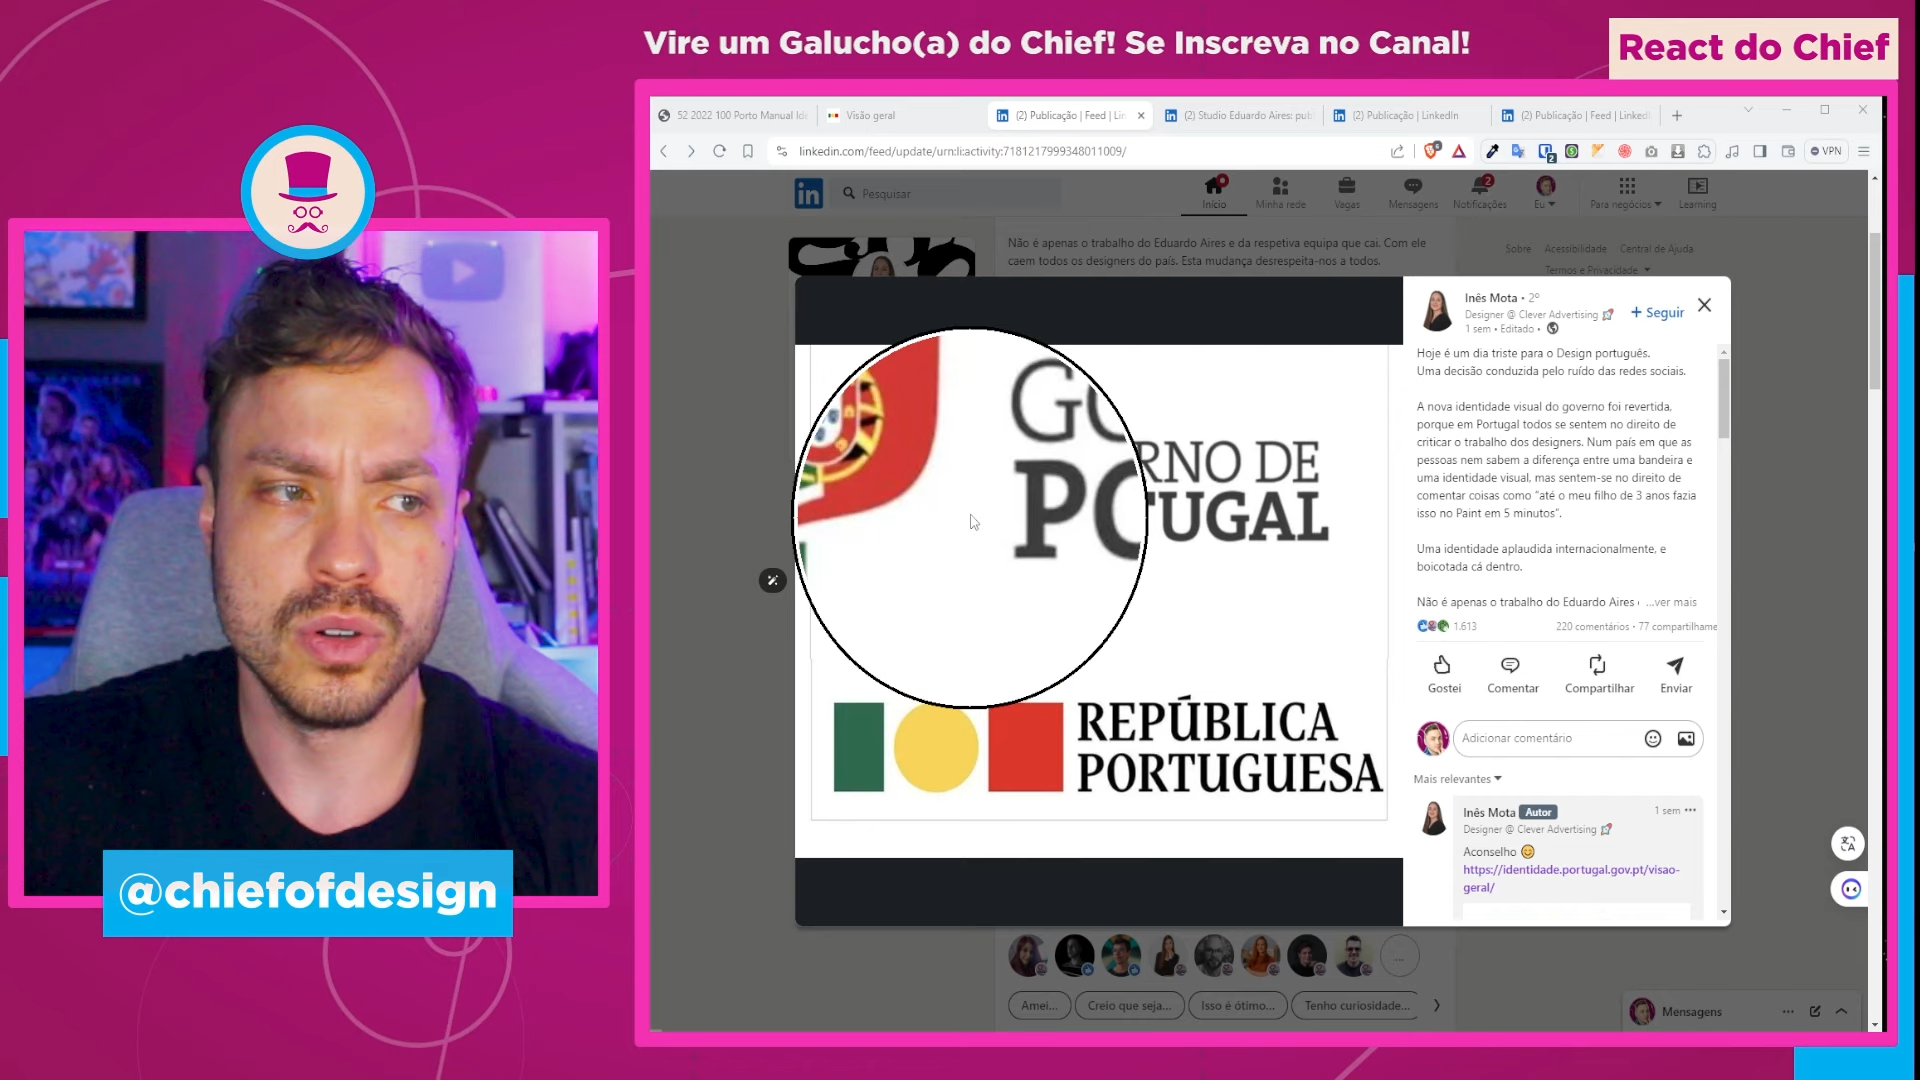 Vire um Galucho(a) do Chief! Se Inscreva no Canal!
React do Chief
52 2022 100 Porto Manual Ide
Visão geral
(2) Publicação | Feed | Lin
(2) Studio Eduardo Aires: pub
(2) Publicação | LinkedIn
(2) Publicação | Feed | Linked
linkedin.com/feed/update/urn:li:activity:7181217999348011009/
VPN
in
Pesquisar
Início
Minha rede
Vagas
Mensagens
2
Notificações
Eu
Para negócios
Learning
Não é apenas o trabalho do Eduardo Aires e da respetiva equipa que cai. Com ele
caem todos os designers do país. Esta mudança desrespeita-nos a todos.
Sobre Acessibilidade Central de Ajuda
Termos e Privacidade
GO
RNO DE
PO
TUGAL
REPÚBLICA
PORTUGUESA
Inês Mota • 2º
Designer @ Clever Advertising
1 sem • Editado •
+ Seguir
Hoje é um dia triste para o Design português.
Uma decisão conduzida pelo ruído das redes sociais.
A nova identidade visual do governo foi revertida,
porque em Portugal todos se sentem no direito de
criticar o trabalho dos designers. Num país em que as
pessoas nem sabem a diferença entre uma bandeira e
uma identidade visual, mas sentem-se no direito de
comentar coisas como “até o meu filho de 3 anos fazia
isso no Paint em 5 minutos”.
Uma identidade aplaudida internacionalmente, e
boicotada cá dentro.
Não é apenas o trabalho do Eduardo Aires ...ver mais
1.613
220 comentários • 77 compartilhame
Gostei
Comentar
Compartilhar
Enviar
Adicionar comentário
Mais relevantes
Inês Mota Autor
1 sem
Designer @ Clever Advertising
Aconselho
https://identidade.portugal.gov.pt/visao-
geral/
Amei...
Creio que seja...
Isso é ótimo...
Tenho curiosidade...
Mensagens
@chiefofdesign